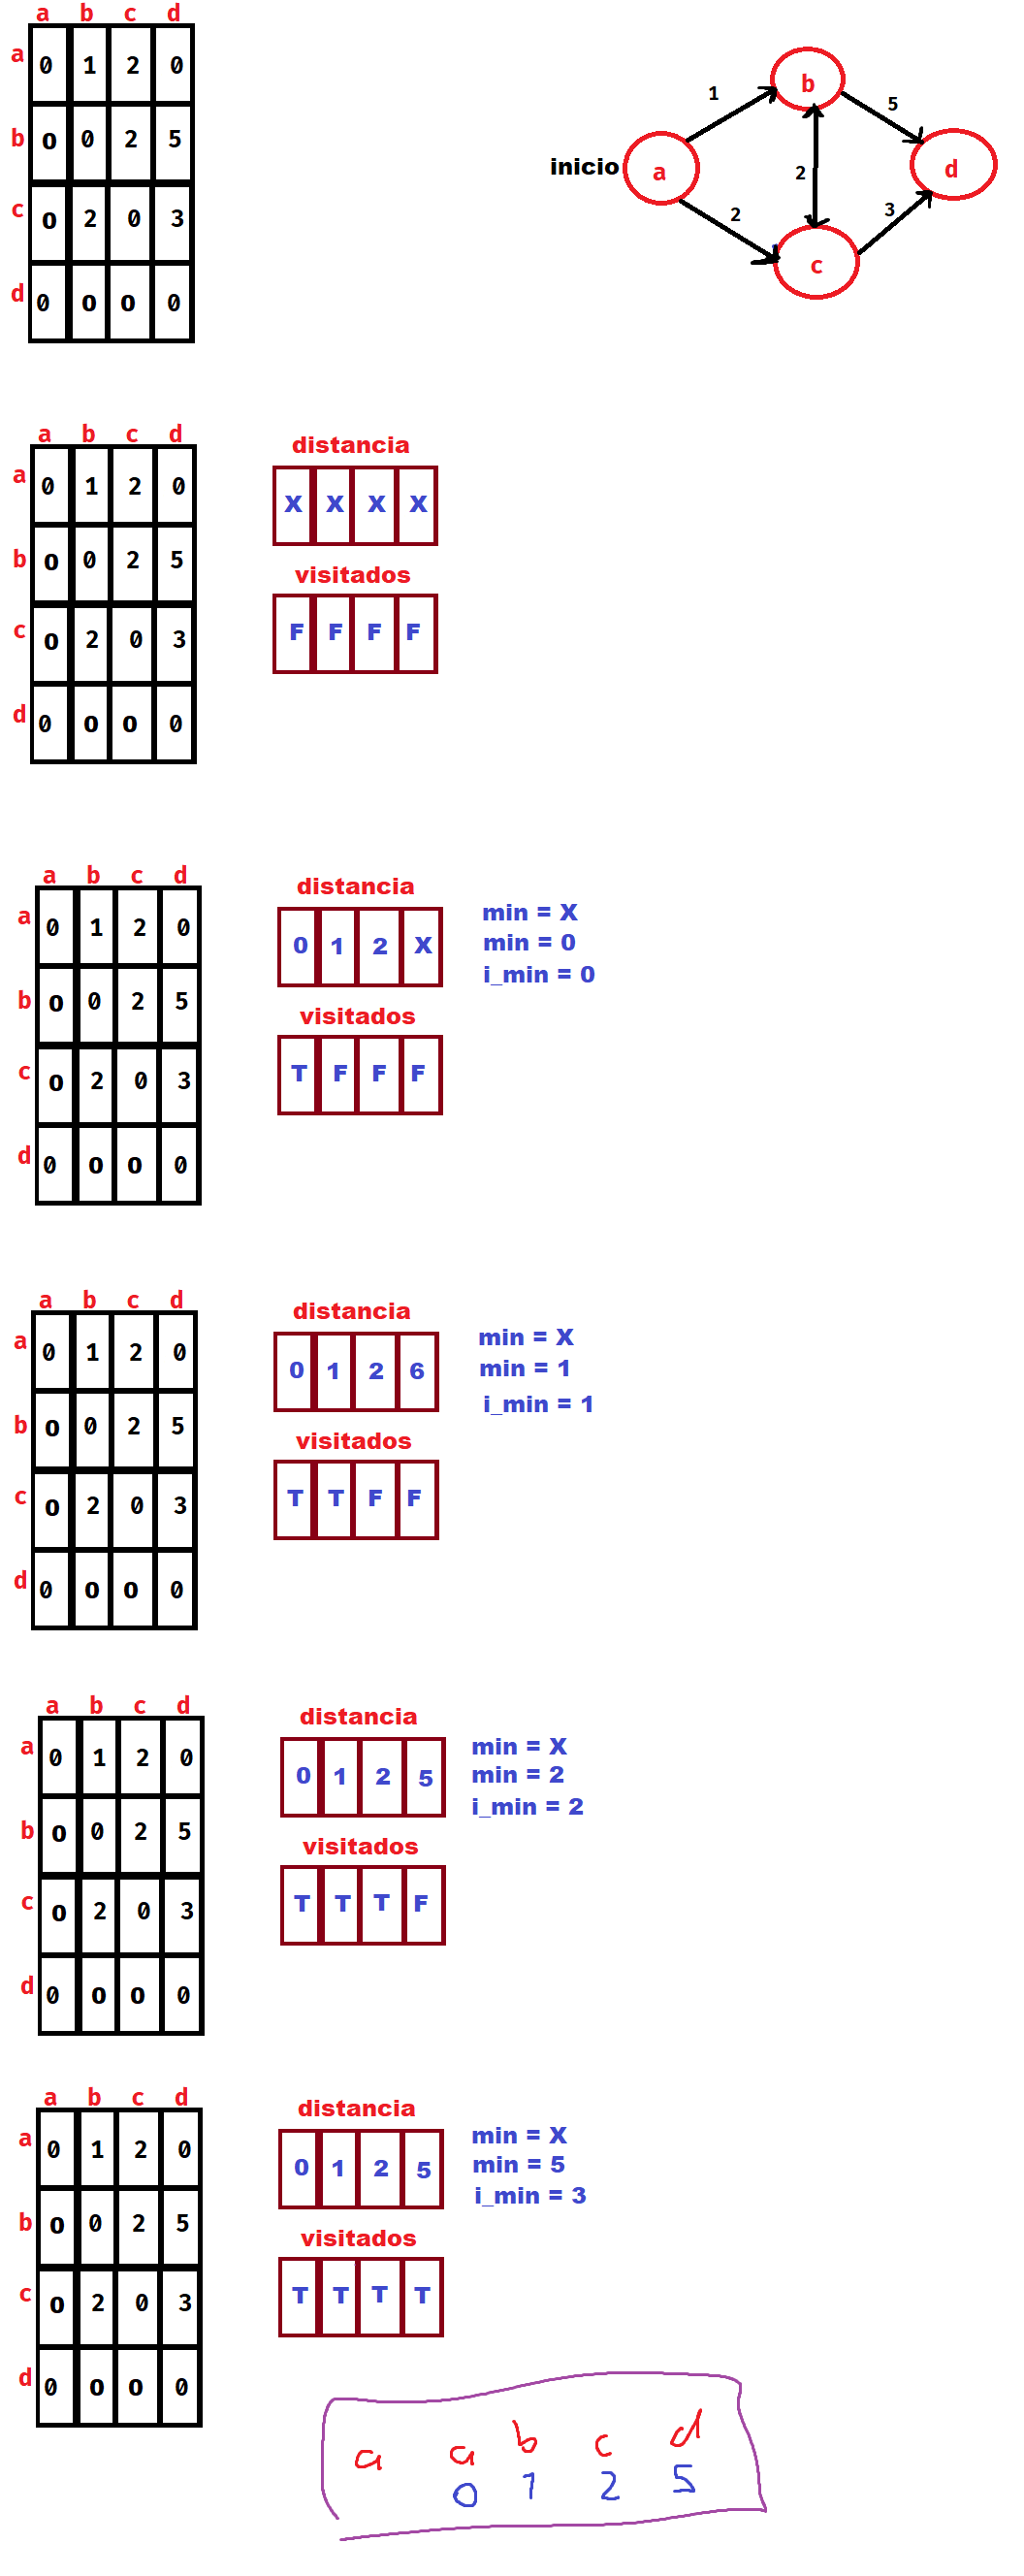 a b c d
a 0 1 2 0
b 0 0 2 5
c 0 2 0 3
d 0 0 0 0
b
1
5
inicio
a
d
2
2
3
c
a b c d
a 0 1 2 0
b 0 0 2 5
c 0 2 0 3
d 0 0 0 0
distancia
X X X X
visitados
F F F F
a b c d
a 0 1 2 0
b 0 0 2 5
c 0 2 0 3
d 0 0 0 0
distancia
0 1 2 X
visitados
T F F F
min = X
min = 0
i_min = 0
a b c d
a 0 1 2 0
b 0 0 2 5
c 0 2 0 3
d 0 0 0 0
distancia
0 1 2 6
visitados
T T F F
min = X
min = 1
i_min = 1
a b c d
a 0 1 2 0
b 0 0 2 5
c 0 2 0 3
d 0 0 0 0
distancia
0 1 2 5
visitados
T T T F
min = X
min = 2
i_min = 2
a b c d
a 0 1 2 0
b 0 0 2 5
c 0 2 0 3
d 0 0 0 0
distancia
0 1 2 5
visitados
T T T T
min = X
min = 5
i_min = 3
a a b c d
0 1 2 5